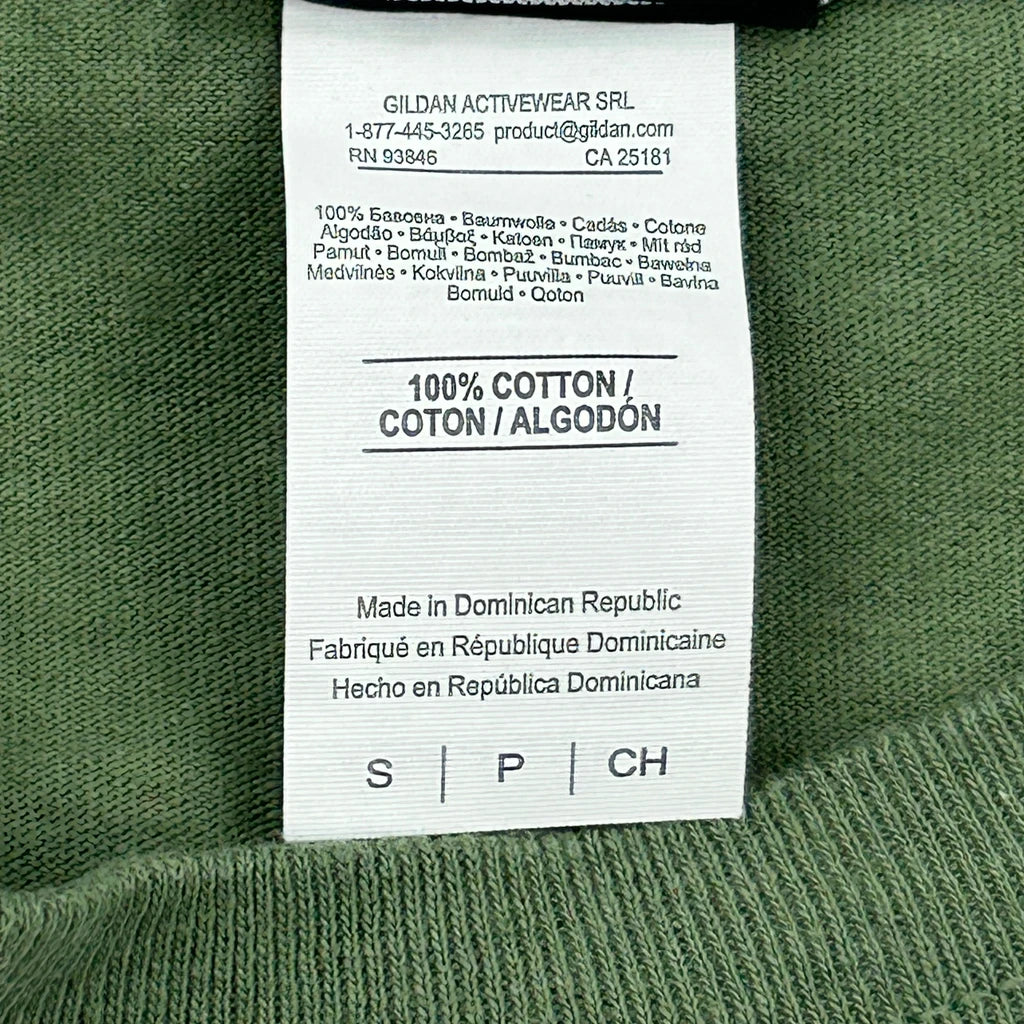 GILDAN ACTIVEWEAR SRL
1-877-445-3265 product@gildan.com
RN 93846 CA 25181
100% Бавовна • Baumwolle • Cadás • Cotone
Algodão • Βάμβαξ • Katoen • Памук • Mit réd
Pamut • Bomull • Bombaž • Bumbac • Bawełna
Medvilnės • Kokvilna • Puuvilla • Puuvill • Bavlna
Bomuld • Qoton
100% COTTON /
COTON / ALGODÓN
Made in Dominican Republic
Fabriqué en République Dominicaine
Hecho en República Dominicana
S | P | CH